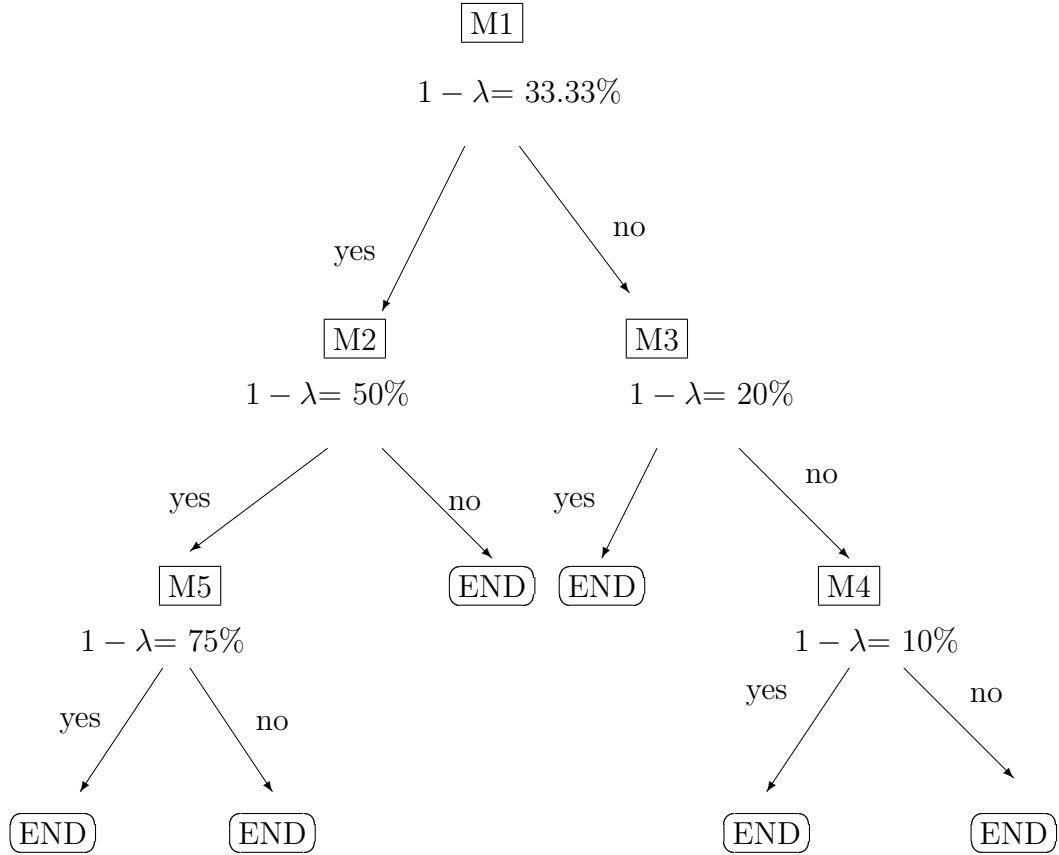 M1
1 − λ= 33.33%
yes
no
M2
M3
1 − λ= 50%
1 − λ= 20%
yes
no
yes
no
M5
END
END
M4
1 − λ= 75%
1 − λ= 10%
yes
no
yes
no
END
END
END
END